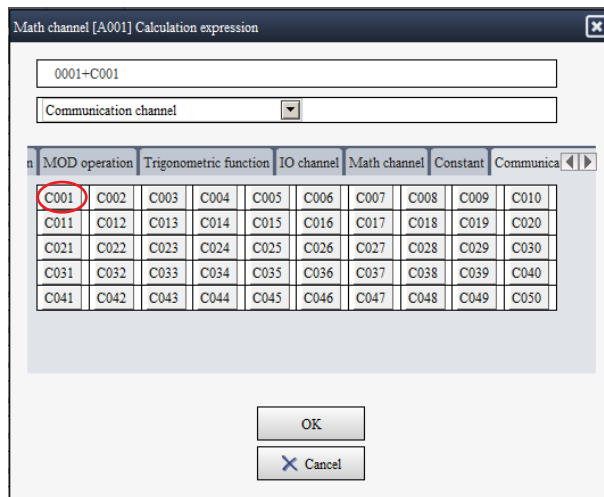 Math channel [A001] Calculation expression
0001+C001
Communication channel
n MOD operation Trigonometric function IO channel Math channel Constant Communica
C001 C002 C003 C004 C005 C006 C007 C008 C009 C010
C011 C012 C013 C014 C015 C016 C017 C018 C019 C020
C021 C022 C023 C024 C025 C026 C027 C028 C029 C030
C031 C032 C033 C034 C035 C036 C037 C038 C039 C040
C041 C042 C043 C044 C045 C046 C047 C048 C049 C050
OK
Cancel